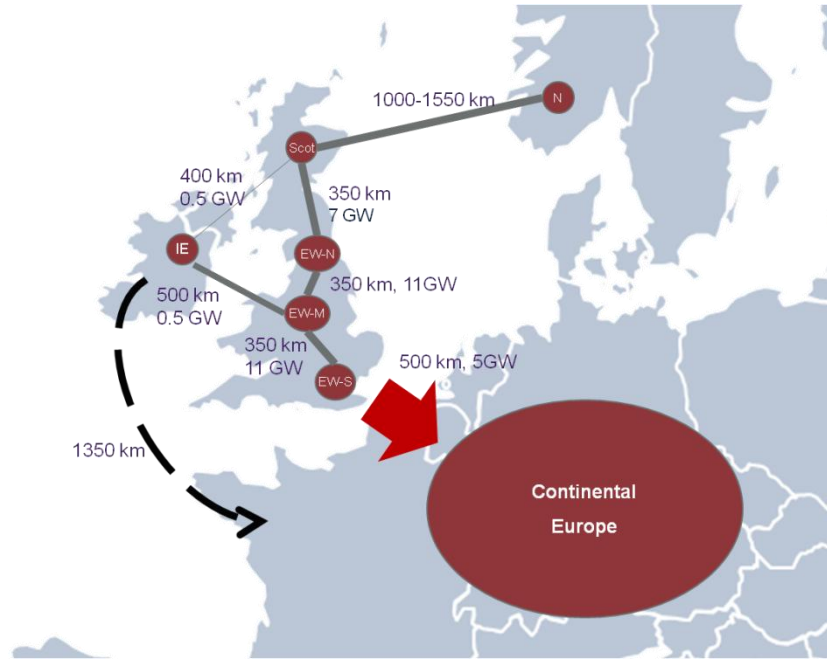 1000-1550 km
N
Scot
400 km
0.5 GW
350 km
7 GW
IE
EW-N
350 km, 11GW
500 km
0.5 GW
EW-M
350 km
11 GW
500 km, 5GW
EW-S
1350 km
Continental
Europe